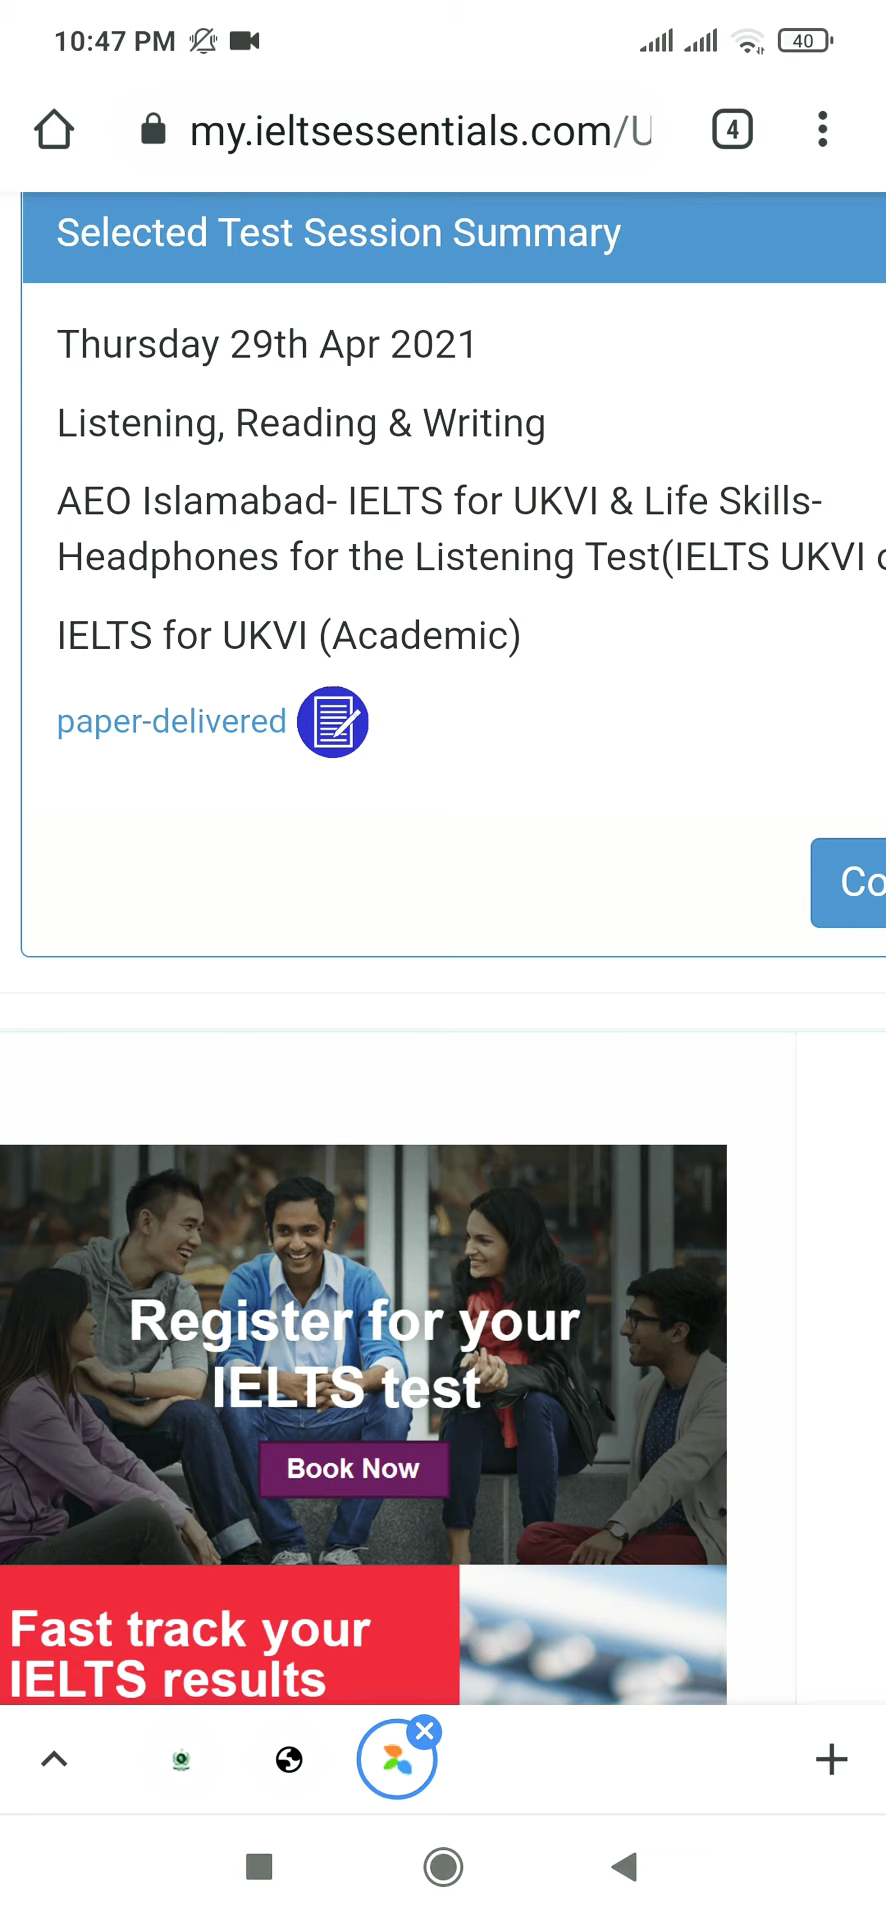 10:47 PM
40
my.ieltsessentials.com/U
4
Selected Test Session Summary
Thursday 29th Apr 2021
Listening, Reading & Writing
AEO Islamabad- IELTS for UKVI & Life Skills-
Headphones for the Listening Test(IELTS UKVI
IELTS for UKVI (Academic)
paper-delivered
Co
Register for your
IELTS test
Book Now
Fast track your
IELTS results